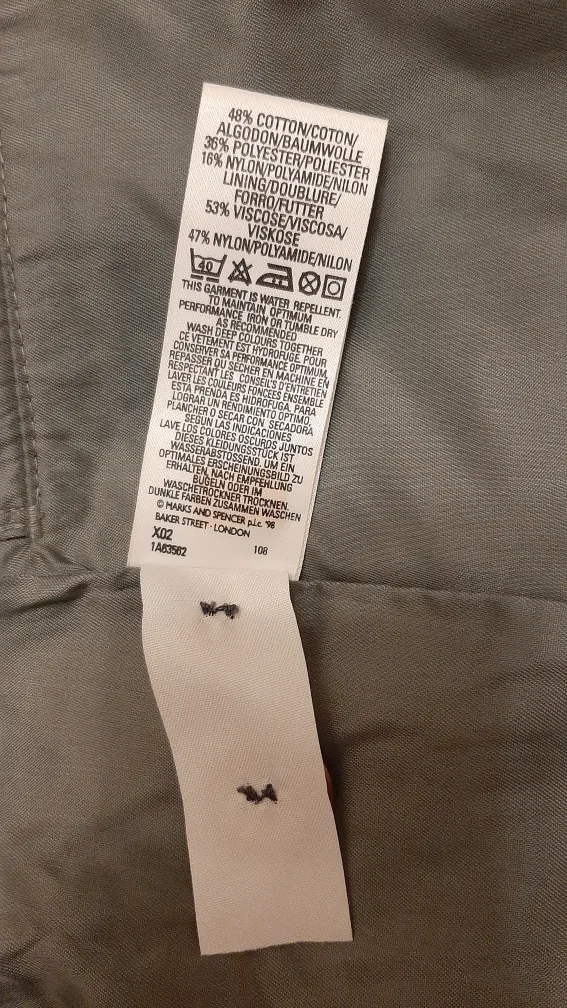 48% COTTON/COTON/
ALGODON/BAUMWOLLE
36% POLYESTER/POLIESTER
16% NYLON/POLYAMIDE/NILON
LINING/DOUBLURE/
FORRO/FUTTER
53% VISCOSE/VISCOSA/
VISKOSE
47% NYLON/POLYAMIDE/NILON
40
THIS GARMENT IS WATER REPELLENT.
TO MAINTAIN OPTIMUM
PERFORMANCE IRON OR TUMBLE DRY
AS RECOMMENDED
WASH DEEP COLOURS TOGETHER
CE VETEMENT EST HYDROFUGE. POUR
CONSERVER SA PERFORMANCE OPTIMUM,
REPASSER OU SECHER EN MACHINE EN
RESPECTANT LES CONSEILS D'ENTRETIEN
LAVER LES COULEURS FONCEES ENSEMBLE
ESTA PRENDA ES HIDROFUGA. PARA
LOGRAR UN RENDIMIENTO OPTIMO,
PLANCHAR O SECAR CON SECADORA
SEGUN LAS INDICACIONES
LAVE LOS COLORES OSCUROS JUNTOS
DIESES KLEIDUNGSSTÜCK IST
WASSERABSTOSSEND. UM EIN
OPTIMALES ERSCHEINUNGSBILD ZU
ERHALTEN, NACH EMPFEHLUNG
BÜGELN ODER IM
WASCHETROCKNER TROCKNEN.
DUNKLE FARBEN ZUSAMMEN WASCHEN
© MARKS AND SPENCER p.l.c. '98
BAKER STREET · LONDON
X02
1A63562 108